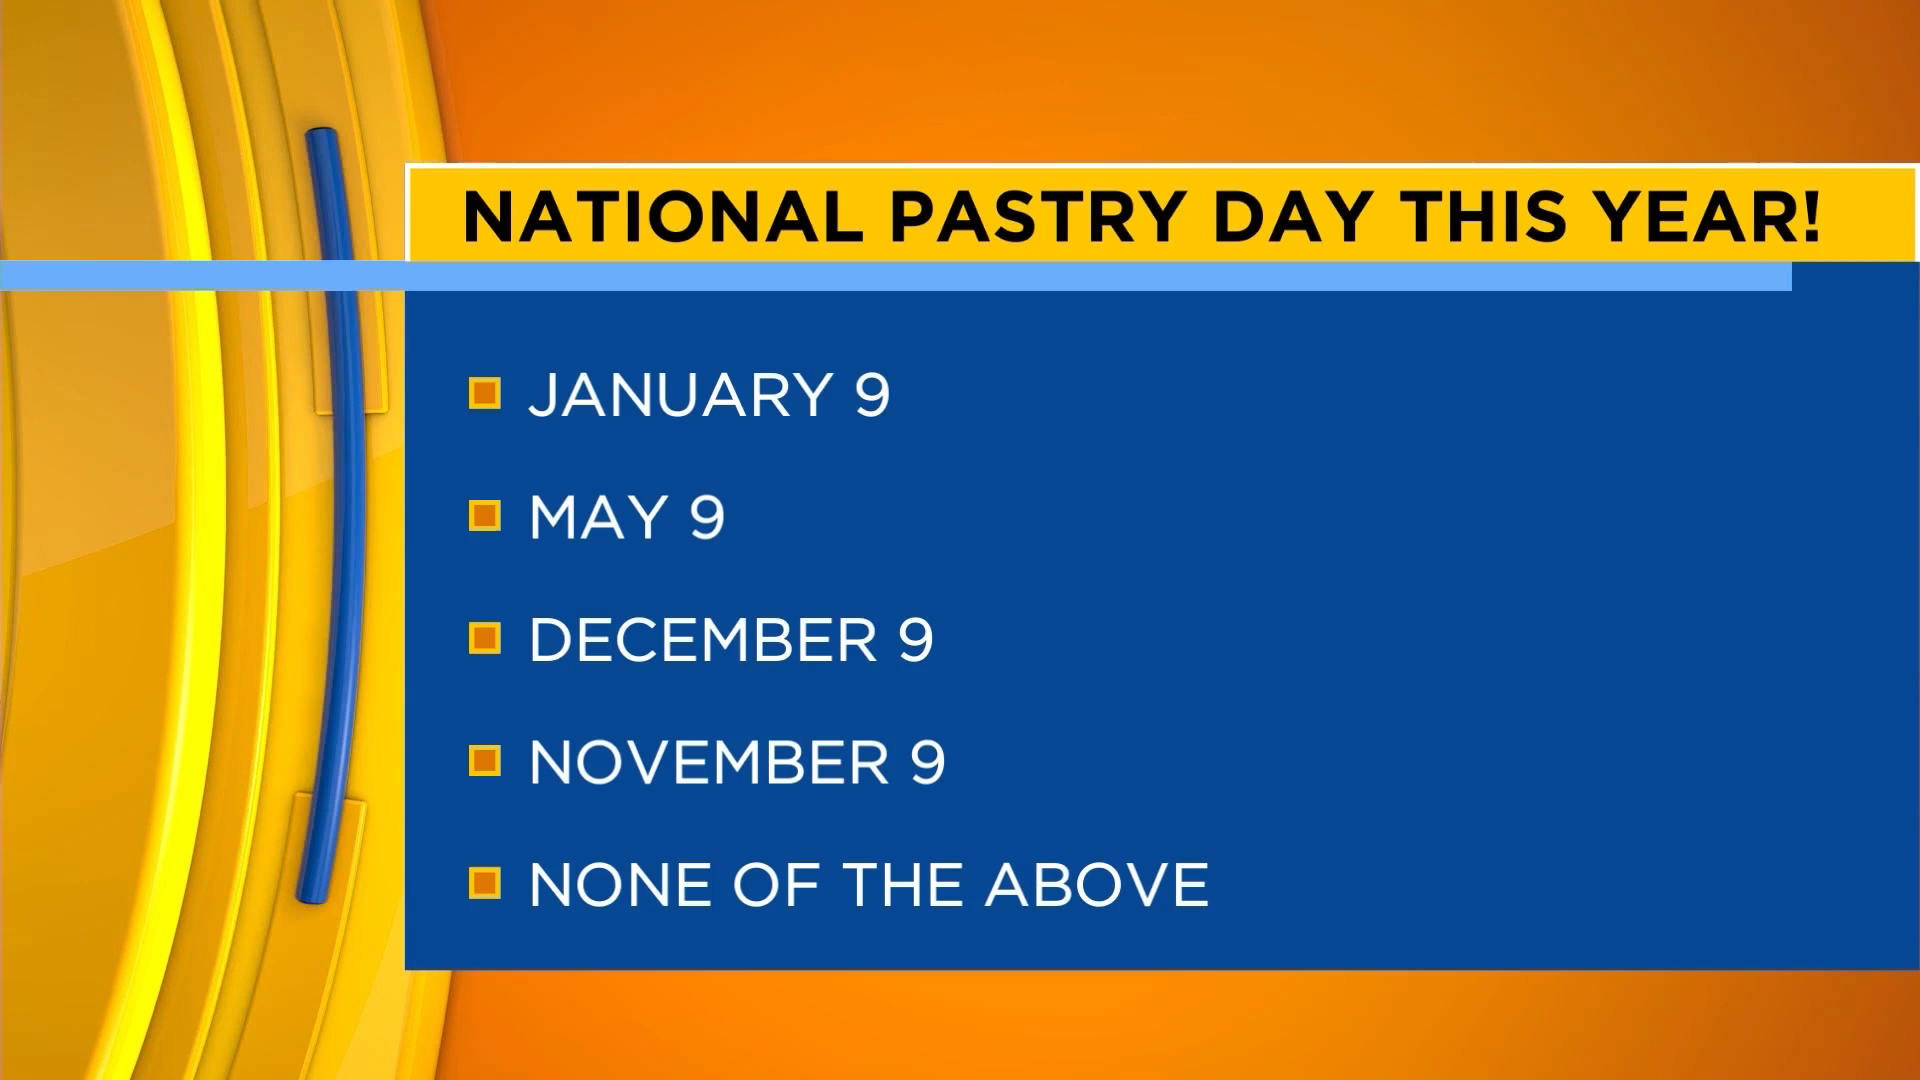 NATIONAL PASTRY DAY THIS YEAR!
JANUARY 9
MAY 9
DECEMBER 9
NOVEMBER 9
NONE OF THE ABOVE